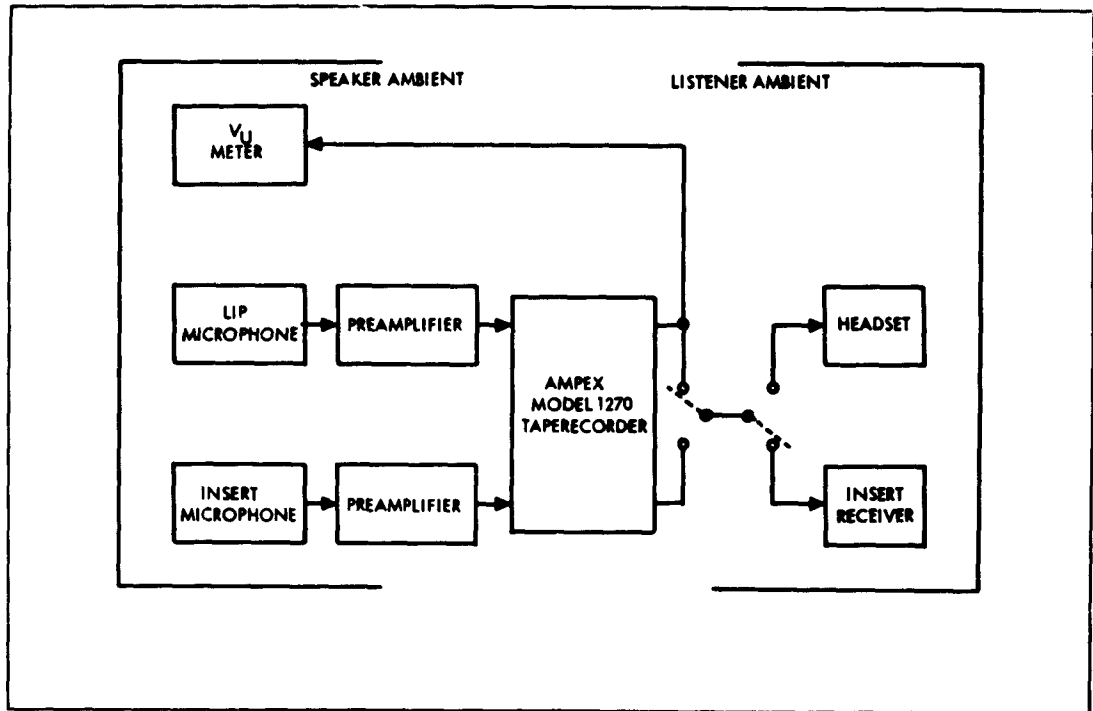 SPEAKER AMBIENT
LISTENER AMBIENT
VU
METER
LIP
MICROPHONE
PREAMPLIFIER
AMPEX
MODEL 1270
TAPERECORDER
HEADSET
INSERT
MICROPHONE
PREAMPLIFIER
INSERT
RECEIVER